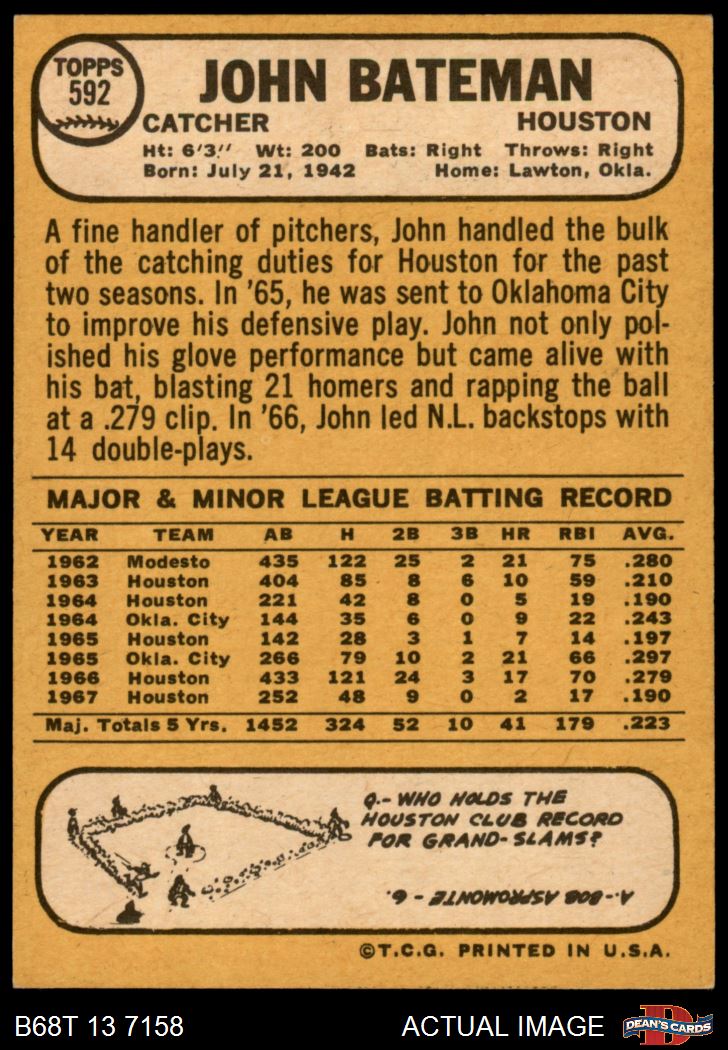 TOPPS
592
JOHN BATEMAN
CATCHER HOUSTON
Ht: 6'3" Wt: 200 Bats: Right Throws: Right
Born: July 21, 1942 Home: Lawton, Okla.
A fine handler of pitchers, John handled the bulk
of the catching duties for Houston for the past
two seasons. In '65, he was sent to Oklahoma City
to improve his defensive play. John not only pol-
ished his glove performance but came alive with
his bat, blasting 21 homers and rapping the ball
at a .279 clip. In '66, John led N.L. backstops with
14 double-plays.
MAJOR & MINOR LEAGUE BATTING RECORD
YEAR TEAM AB H 2B 3B HR RBI AVG.
1962 Modesto 435 122 25 2 21 75 .280
1963 Houston 404 85 8 6 10 59 .210
1964 Houston 221 42 8 0 5 19 .190
1964 Okla. City 144 35 6 0 9 22 .243
1965 Houston 142 28 3 1 7 14 .197
1965 Okla. City 266 79 10 2 21 66 .297
1966 Houston 433 121 24 3 17 70 .279
1967 Houston 252 48 9 0 2 17 .190
Maj. Totals 5 Yrs. 1452 324 52 10 41 179 .223
Q.- WHO HOLDS THE
HOUSTON CLUB RECORD
FOR GRAND-SLAMS?
A.- BOB ASPROMONTE - 6.
©T.C.G. PRINTED IN U.S.A.
B68T 13 7158 ACTUAL IMAGE DEAN'S CARDS